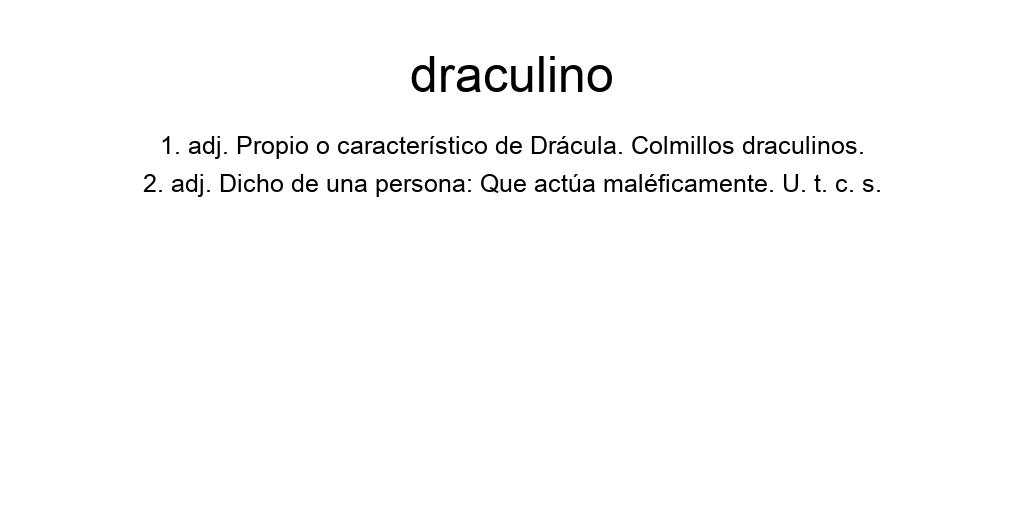 draculino
1. adj. Propio o característico de Drácula. Colmillos draculinos.
2. adj. Dicho de una persona: Que actúa maléficamente. U. t. c. s.